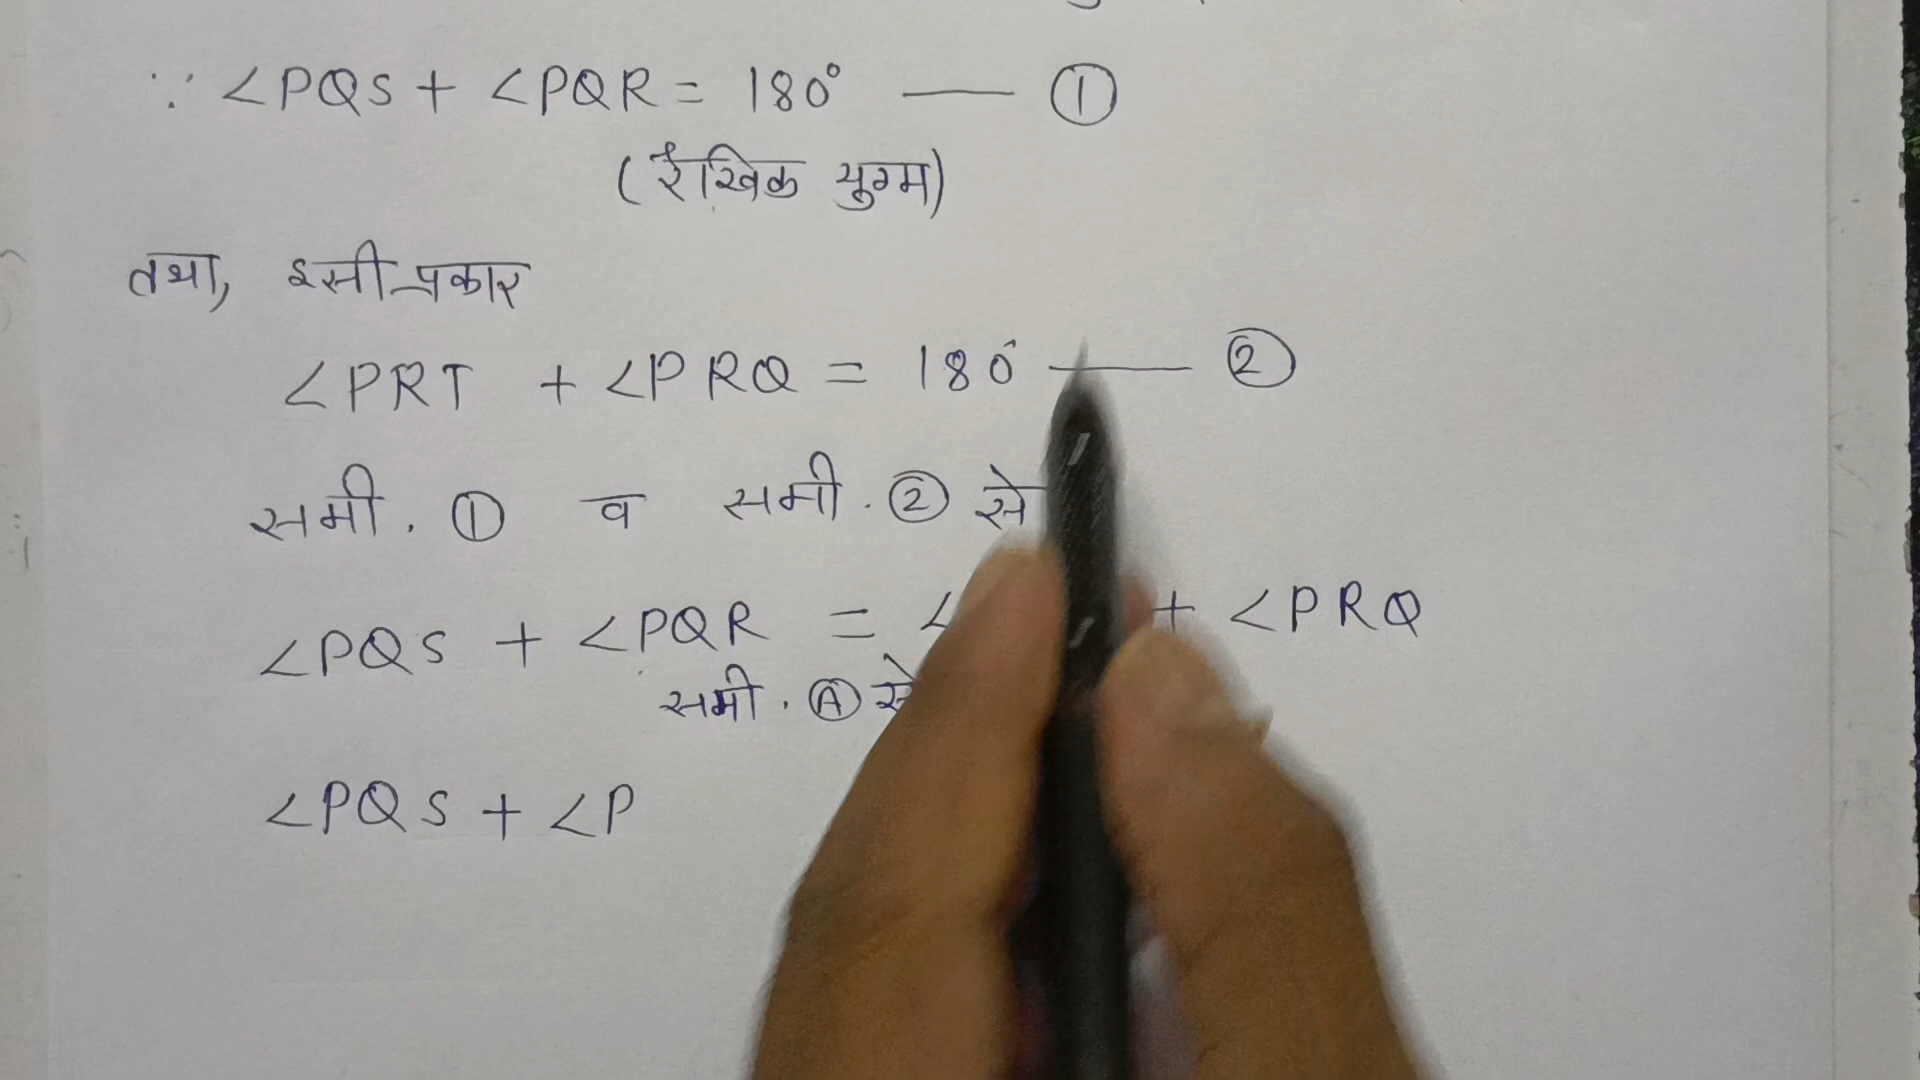 ∵ ∠PQS + ∠PQR = 180° — ①
(रैखिक युग्म)
तथा, इसी प्रकार
∠PRT + ∠PRQ = 180° — ②
समी. ① व समी. ② से
∠PQS + ∠PQR = ∠ + ∠PRQ
समी. Ⓐ से
∠PQS + ∠P